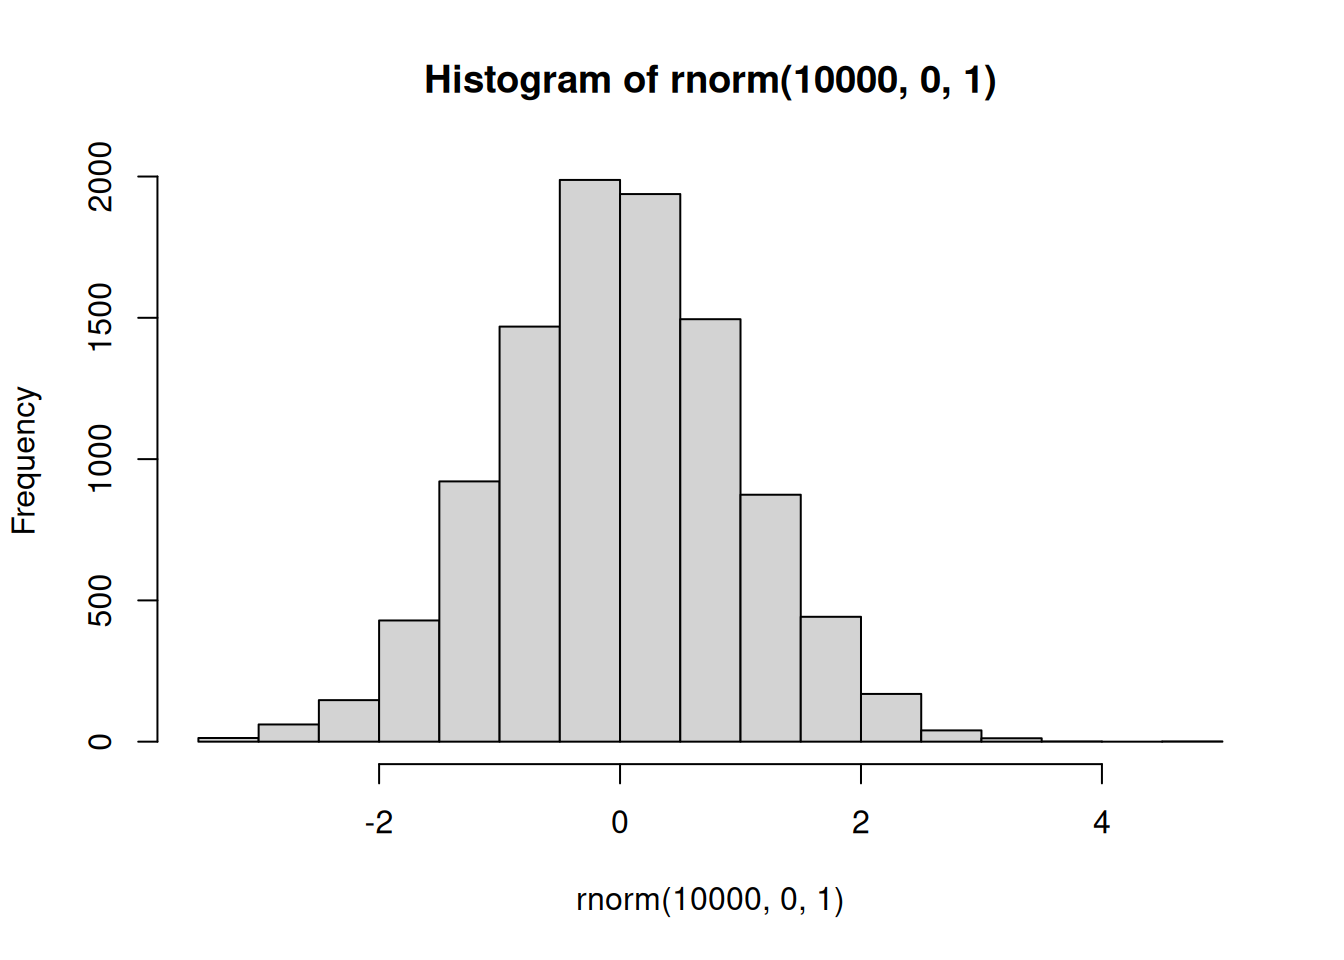 Histogram of rnorm(10000, 0, 1)
Frequency
2000
1500
1000
500
0
-2 0 2 4
rnorm(10000, 0, 1)